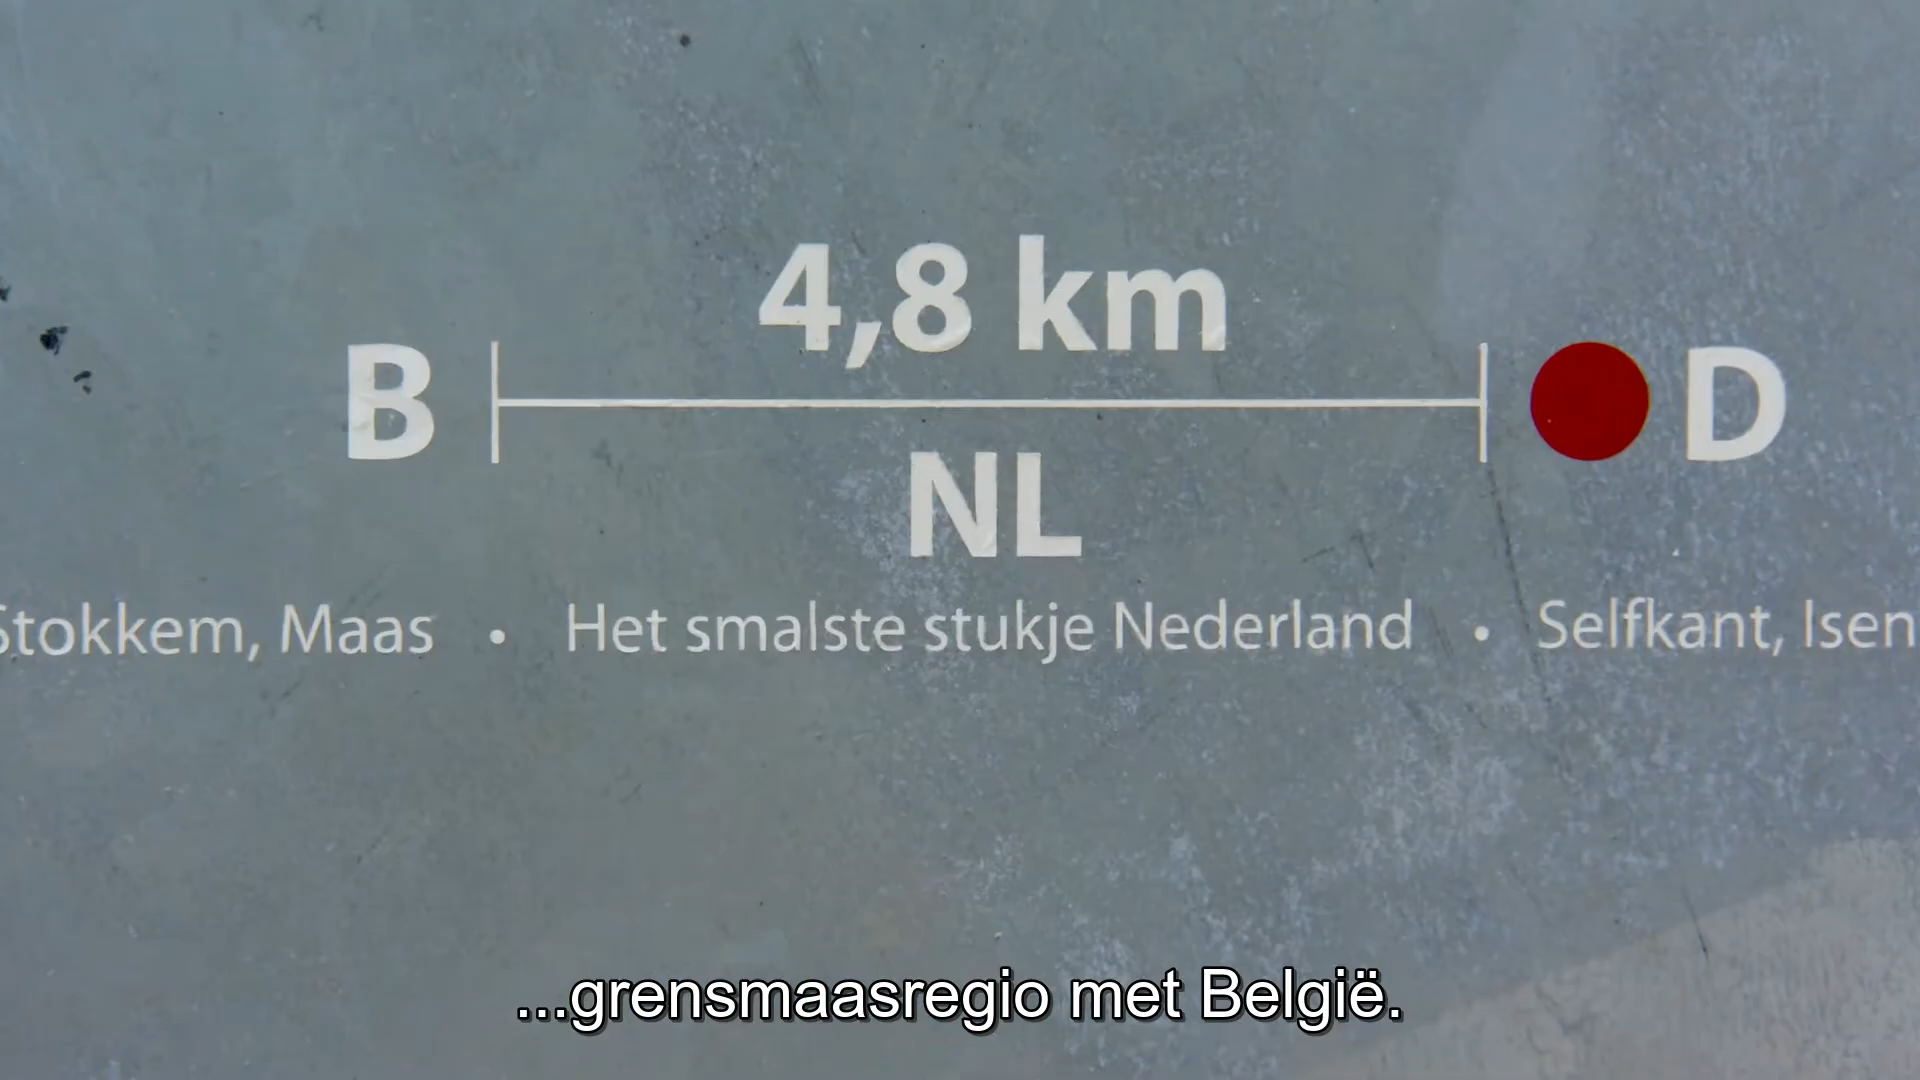 4,8 km
B D
NL
Stokkem, Maas • Het smalste stukje Nederland • Selfkant, Isen
...grensmaasregio met België.